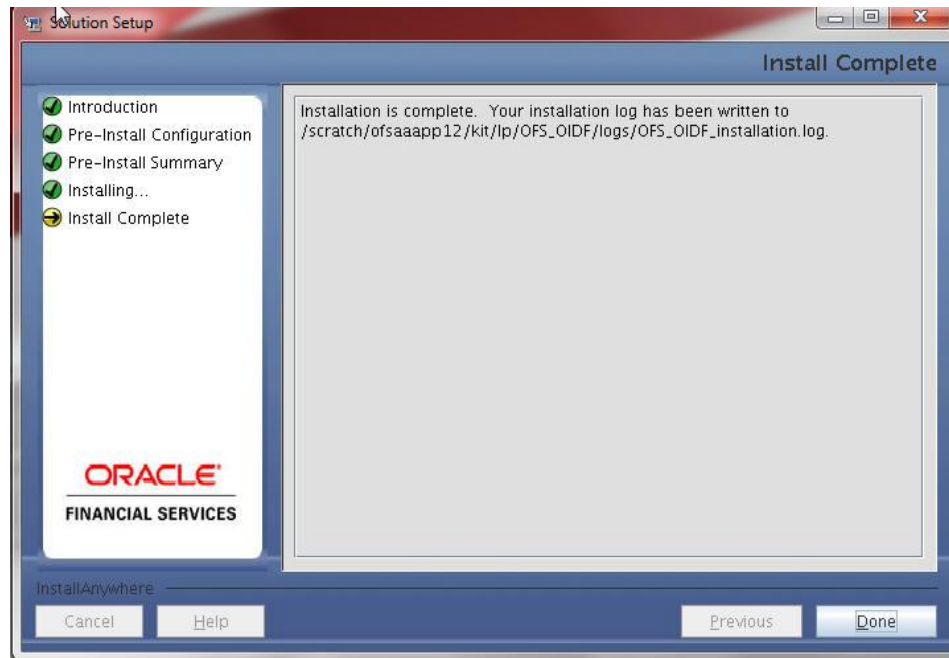 Solution Setup
Install Complete
Introduction
Pre-Install Configuration
Pre-Install Summary
Installing...
Install Complete
Installation is complete. Your installation log has been written to
/scratch/ofsaaapp12/kit/lp/OFS_OIDF/logs/OFS_OIDF_installation.log.
ORACLE
FINANCIAL SERVICES
InstallAnywhere
Cancel
Help
Previous
Done